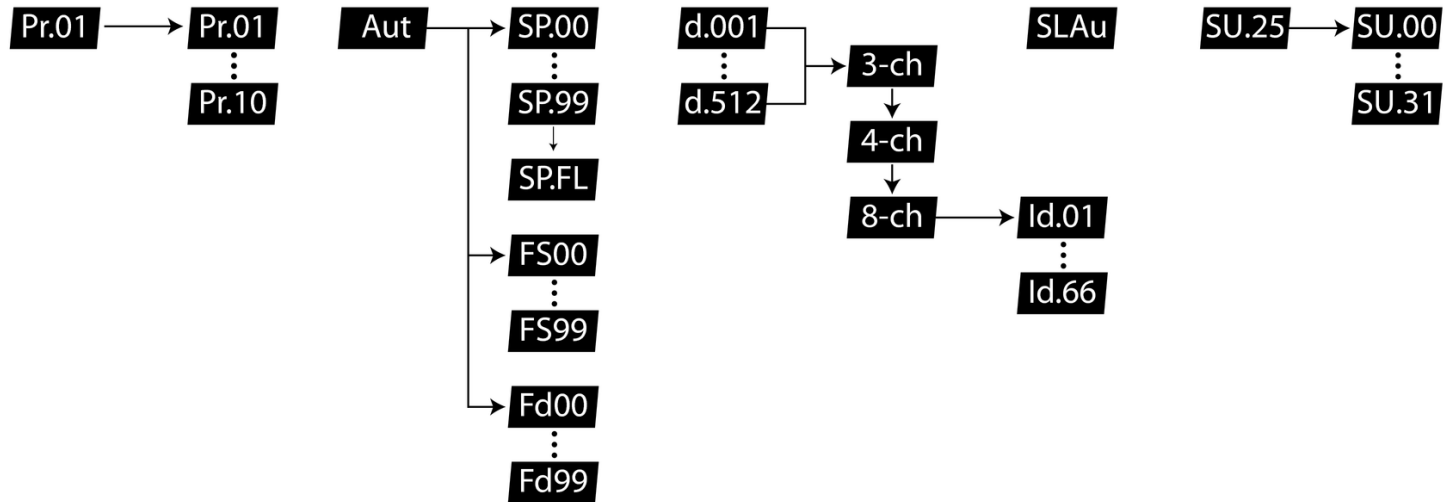 Pr.01 Pr.01 Aut SP.00 d.001 SLAu SU.25 SU.00
3-ch
Pr.10 SP.99 d.512 SU.31
4-ch
SP.FL
8-ch Id.01
FS00
Id.66
FS99
Fd00
Fd99